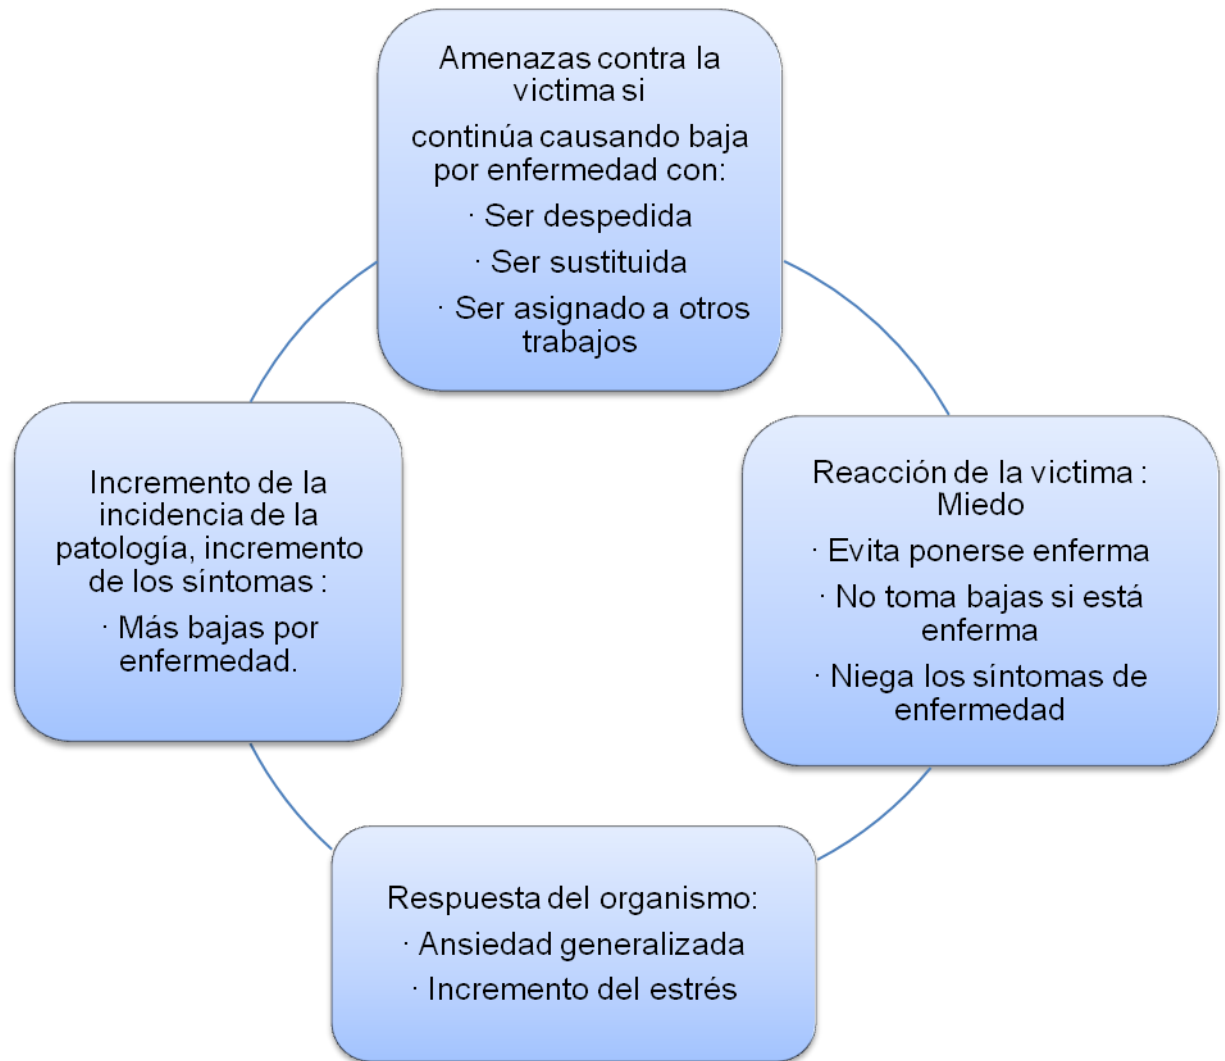 Amenazas contra la
victima si
continúa causando baja
por enfermedad con:
· Ser despedida
· Ser sustituida
· Ser asignado a otros
trabajos
Reacción de la victima :
Miedo
· Evita ponerse enferma
· No toma bajas si está
enferma
· Niega los síntomas de
enfermedad
Respuesta del organismo:
· Ansiedad generalizada
· Incremento del estrés
Incremento de la
incidencia de la
patología, incremento
de los síntomas :
· Más bajas por
enfermedad.